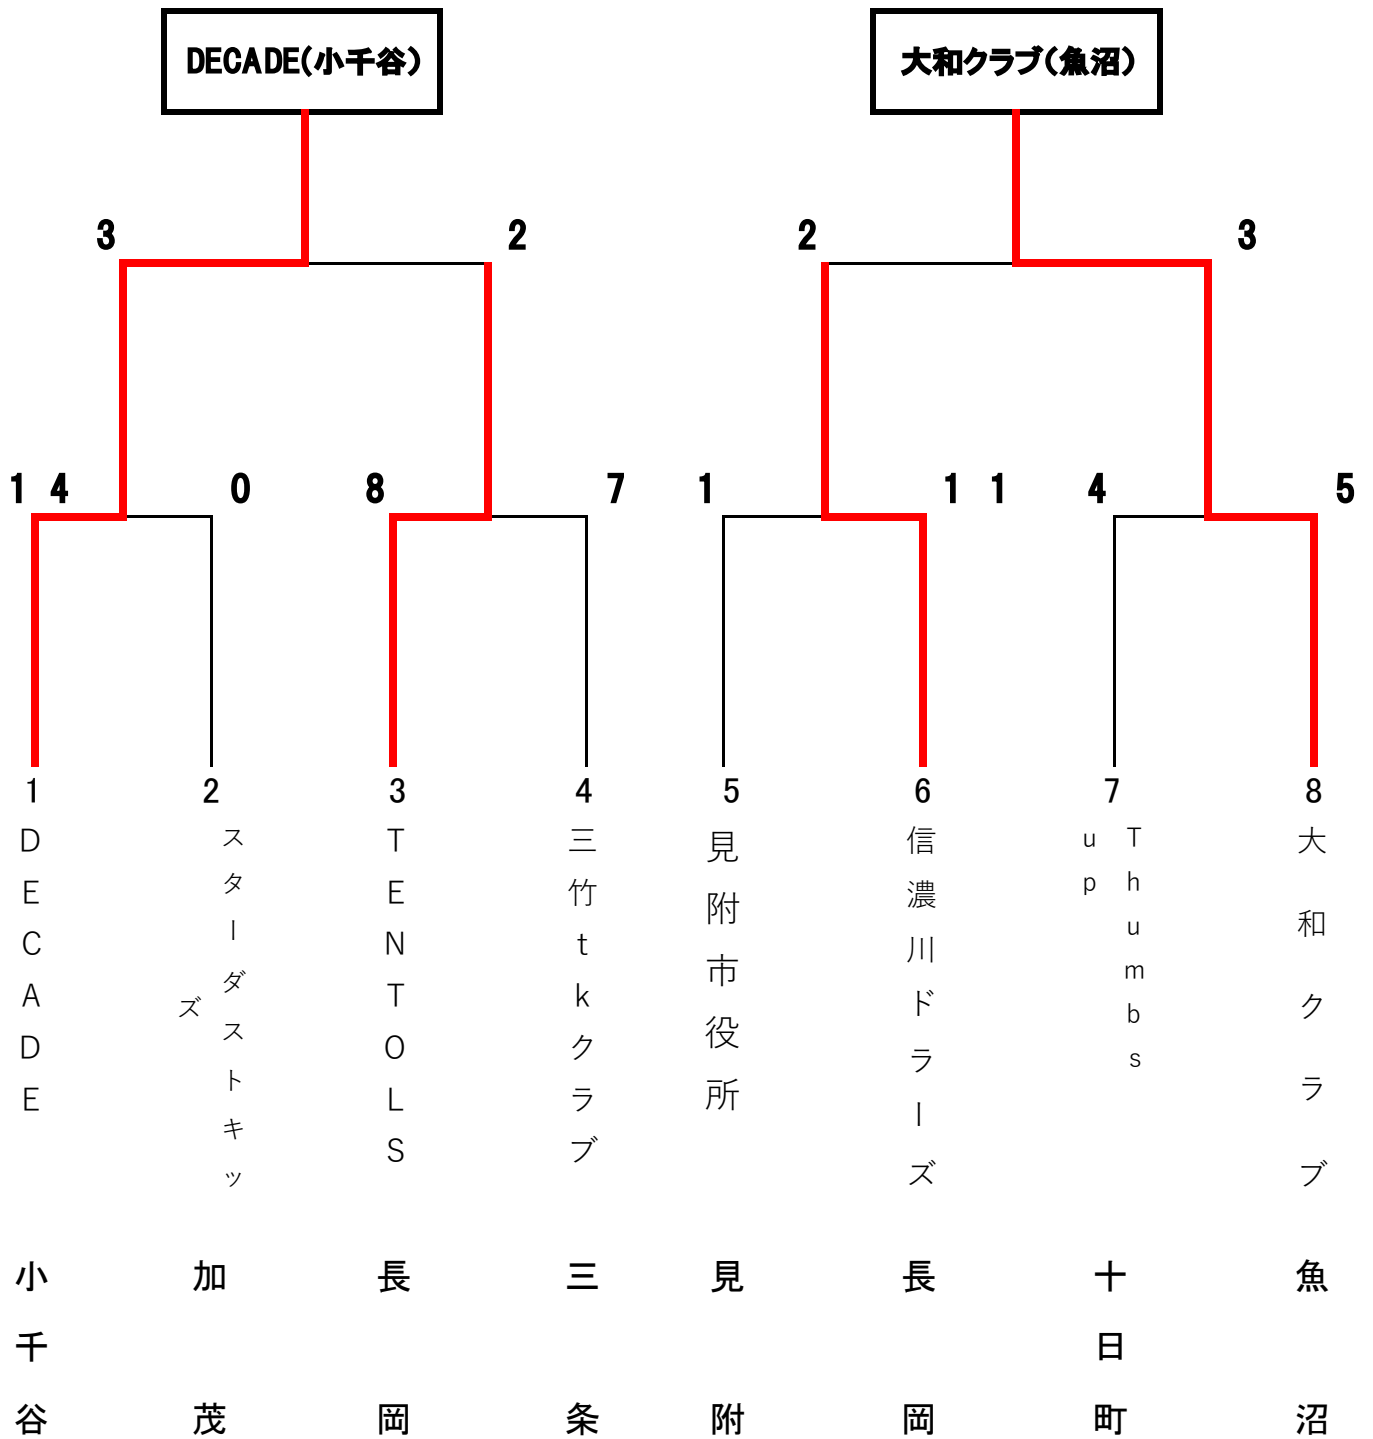 DECADE(小千谷)
大和クラブ(魚沼)
3
2
2
3
14
0
8
7
1
11
4
5
1
2
3
4
5
6
7
8
DECADE
スターダストキッ
ズ
TENTOLS
三竹tkクラブ
見附市役所
信濃川ドラーズ
Thumbs
up
大和クラブ
小千谷
加茂
長岡
三条
見附
長岡
十日町
魚沼